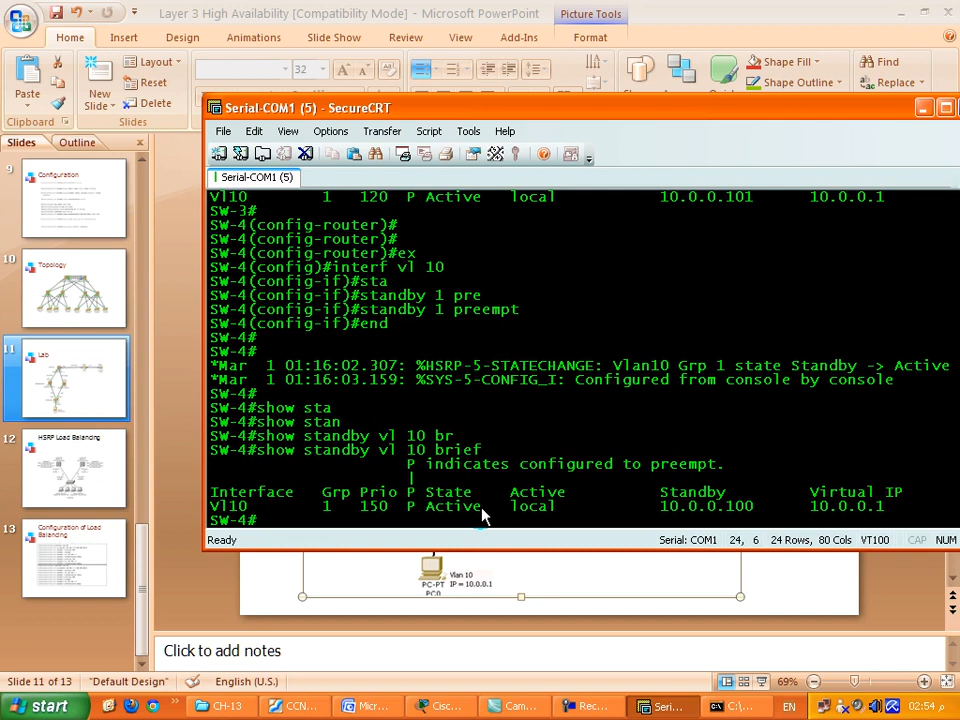 Layer 3 High Availability [Compatibility Mode] - Microsoft PowerPoint
Picture Tools
Home Insert Design Animations Slide Show Review View Add-Ins Format
Paste
New Slide
Layout
Reset
Delete
32
Shape Fill
Shape Outline
Find
Replace
Clipboard
Slides
Slides Outline
9
Configuration
10
Topology
11
Lab
12
HSRP Load Balancing
13
Configuration of Load Balancing
Serial-COM1 (5) - SecureCRT
File Edit View Options Transfer Script Tools Help
Serial-COM1 (5)
Vl10 1 120 P Active local 10.0.0.101 10.0.0.1
SW-3#
SW-4(config-router)#
SW-4(config-router)#
SW-4(config-router)#ex
SW-4(config)#interf vl 10
SW-4(config-if)#sta
SW-4(config-if)#standby 1 pre
SW-4(config-if)#standby 1 preempt
SW-4(config-if)#end
SW-4#
SW-4#
*Mar 1 01:16:02.307: %HSRP-5-STATECHANGE: Vlan10 Grp 1 state Standby -> Active
*Mar 1 01:16:03.159: %SYS-5-CONFIG_I: Configured from console by console
SW-4#
SW-4#show sta
SW-4#show stan
SW-4#show standby vl 10 br
SW-4#show standby vl 10 brief
P indicates configured to preempt.
|
Interface Grp Prio P State Active Standby Virtual IP
Vl10 1 150 P Active local 10.0.0.100 10.0.0.1
SW-4#
Ready Serial: COM1 24, 6 24 Rows, 80 Cols VT100 CAP NUM
Vlan 10
PC-PT IP = 10.0.0.1
PC0
Click to add notes
Slide 11 of 13 "Default Design" English (U.S.) 69%
start CH-13 CCN... Micr... Cisc... Cam... Rec... Seri... C:\... EN 02:54 ص